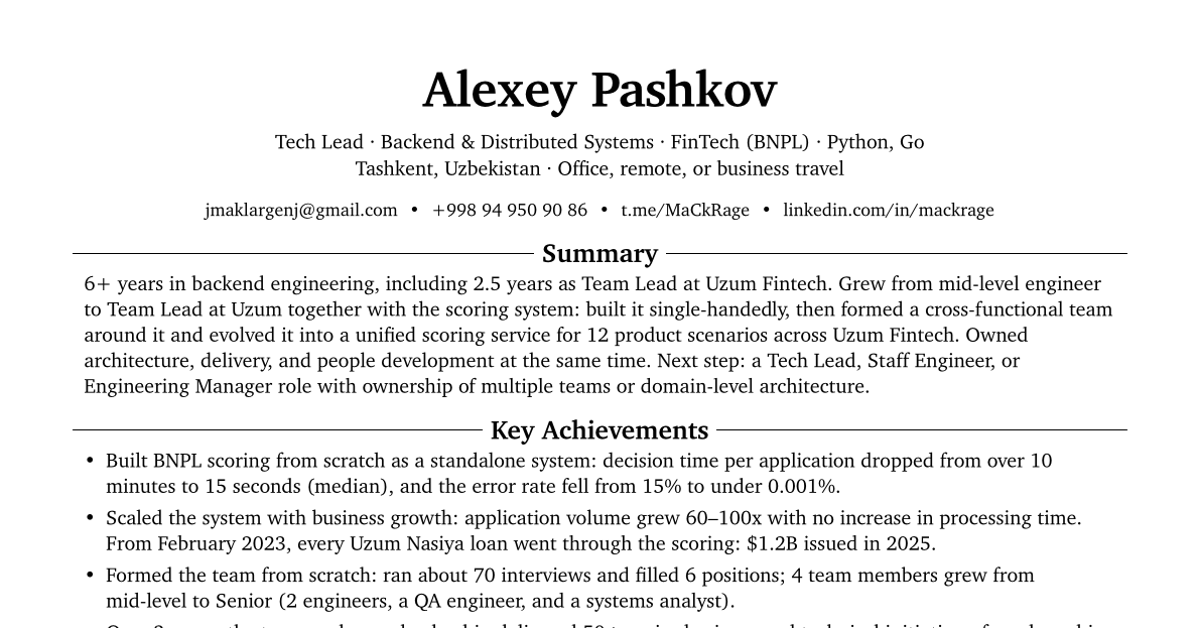 Alexey Pashkov
Tech Lead · Backend & Distributed Systems · FinTech (BNPL) · Python, Go
Tashkent, Uzbekistan · Office, remote, or business travel
jmaklargenj@gmail.com • +998 94 950 90 86 • t.me/MaCkRage • linkedin.com/in/mackrage
Summary
6+ years in backend engineering, including 2.5 years as Team Lead at Uzum Fintech. Grew from mid-level engineer
to Team Lead at Uzum together with the scoring system: built it single-handedly, then formed a cross-functional team
around it and evolved it into a unified scoring service for 12 product scenarios across Uzum Fintech. Owned
architecture, delivery, and people development at the same time. Next step: a Tech Lead, Staff Engineer, or
Engineering Manager role with ownership of multiple teams or domain-level architecture.
Key Achievements
• Built BNPL scoring from scratch as a standalone system: decision time per application dropped from over 10
minutes to 15 seconds (median), and the error rate fell from 15% to under 0.001%.
• Scaled the system with business growth: application volume grew 60–100x with no increase in processing time.
From February 2023, every Uzum Nasiya loan went through the scoring: $1.2B issued in 2025.
• Formed the team from scratch: ran about 70 interviews and filled 6 positions; 4 team members grew from
mid-level to Senior (2 engineers, a QA engineer, and a systems analyst).